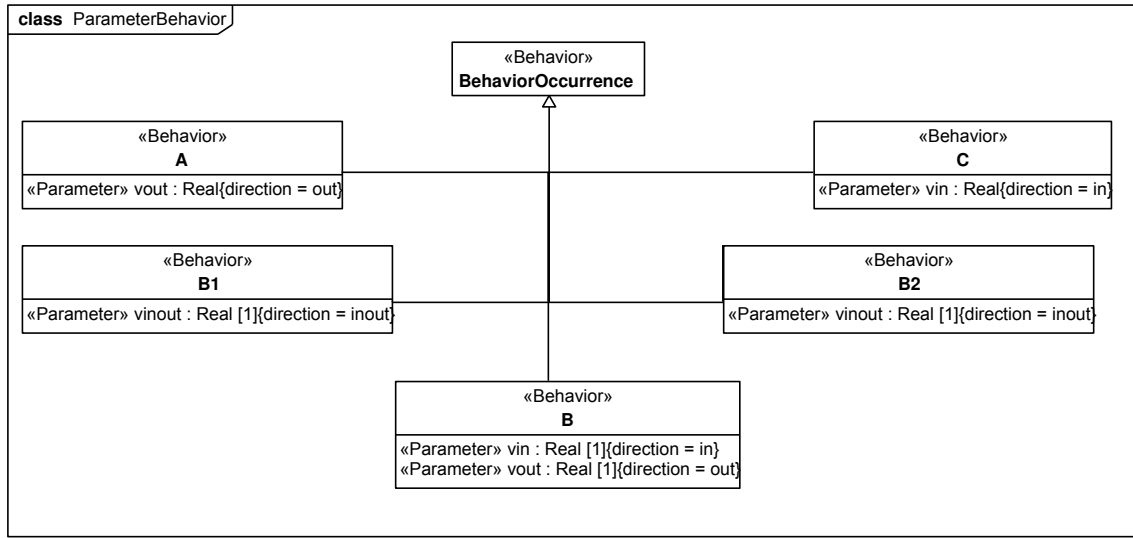 class ParameterBehavior
«Behavior»
BehaviorOccurrence
«Behavior»
A
«Parameter» vout : Real{direction = out}
«Behavior»
C
«Parameter» vin : Real{direction = in}
«Behavior»
B1
«Parameter» vinout : Real [1]{direction = inout}
«Behavior»
B2
«Parameter» vinout : Real [1]{direction = inout}
«Behavior»
B
«Parameter» vin : Real [1]{direction = in}
«Parameter» vout : Real [1]{direction = out}